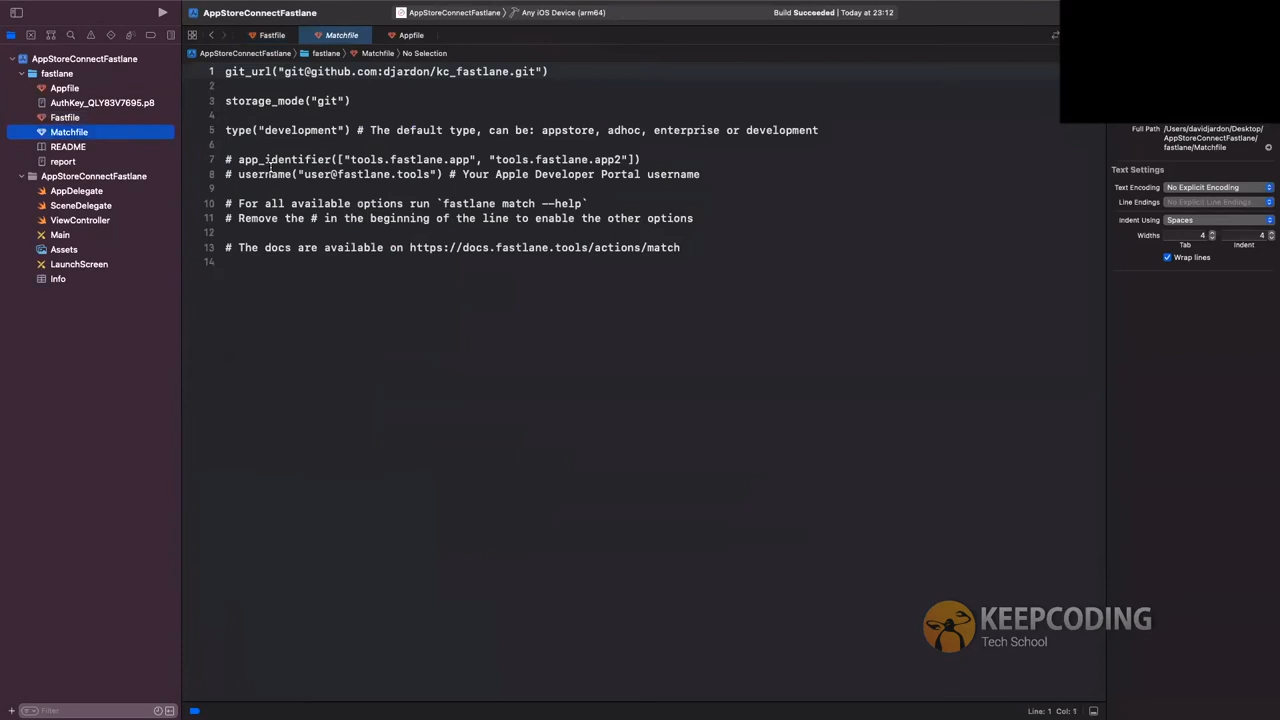 AppStoreConnectFastlane
AppStoreConnectFastlane
Any iOS Device (arm64)
Build Succeeded | Today at 23:12
Fastfile
Matchfile
Appfile
AppStoreConnectFastlane
fastlane
Matchfile
No Selection
AppStoreConnectFastlane
fastlane
Appfile
AuthKey_QLY83V7695.p8
Fastfile
Matchfile
README
report
AppStoreConnectFastlane
AppDelegate
SceneDelegate
ViewController
Main
Assets
LaunchScreen
Info
Filter
1 git_url("git@github.com:djardon/kc_fastlane.git")
2
3 storage_mode("git")
4
5 type("development") # The default type, can be: appstore, adhoc, enterprise or development
6
7 # app_identifier(["tools.fastlane.app", "tools.fastlane.app2"])
8 # username("user@fastlane.tools") # Your Apple Developer Portal username
9
10 # For all available options run `fastlane match --help`
11 # Remove the # in the beginning of the line to enable the other options
12
13 # The docs are available on https://docs.fastlane.tools/actions/match
14
Full Path /Users/davidjardon/Desktop/
AppStoreConnectFastlane/
fastlane/Matchfile
Text Settings
Text Encoding No Explicit Encoding
Line Endings No Explicit Line Endings
Indent Using Spaces
Widths 4 4
Tab Indent
Wrap lines
KEEPCODING
Tech School
Line: 1 Col: 1